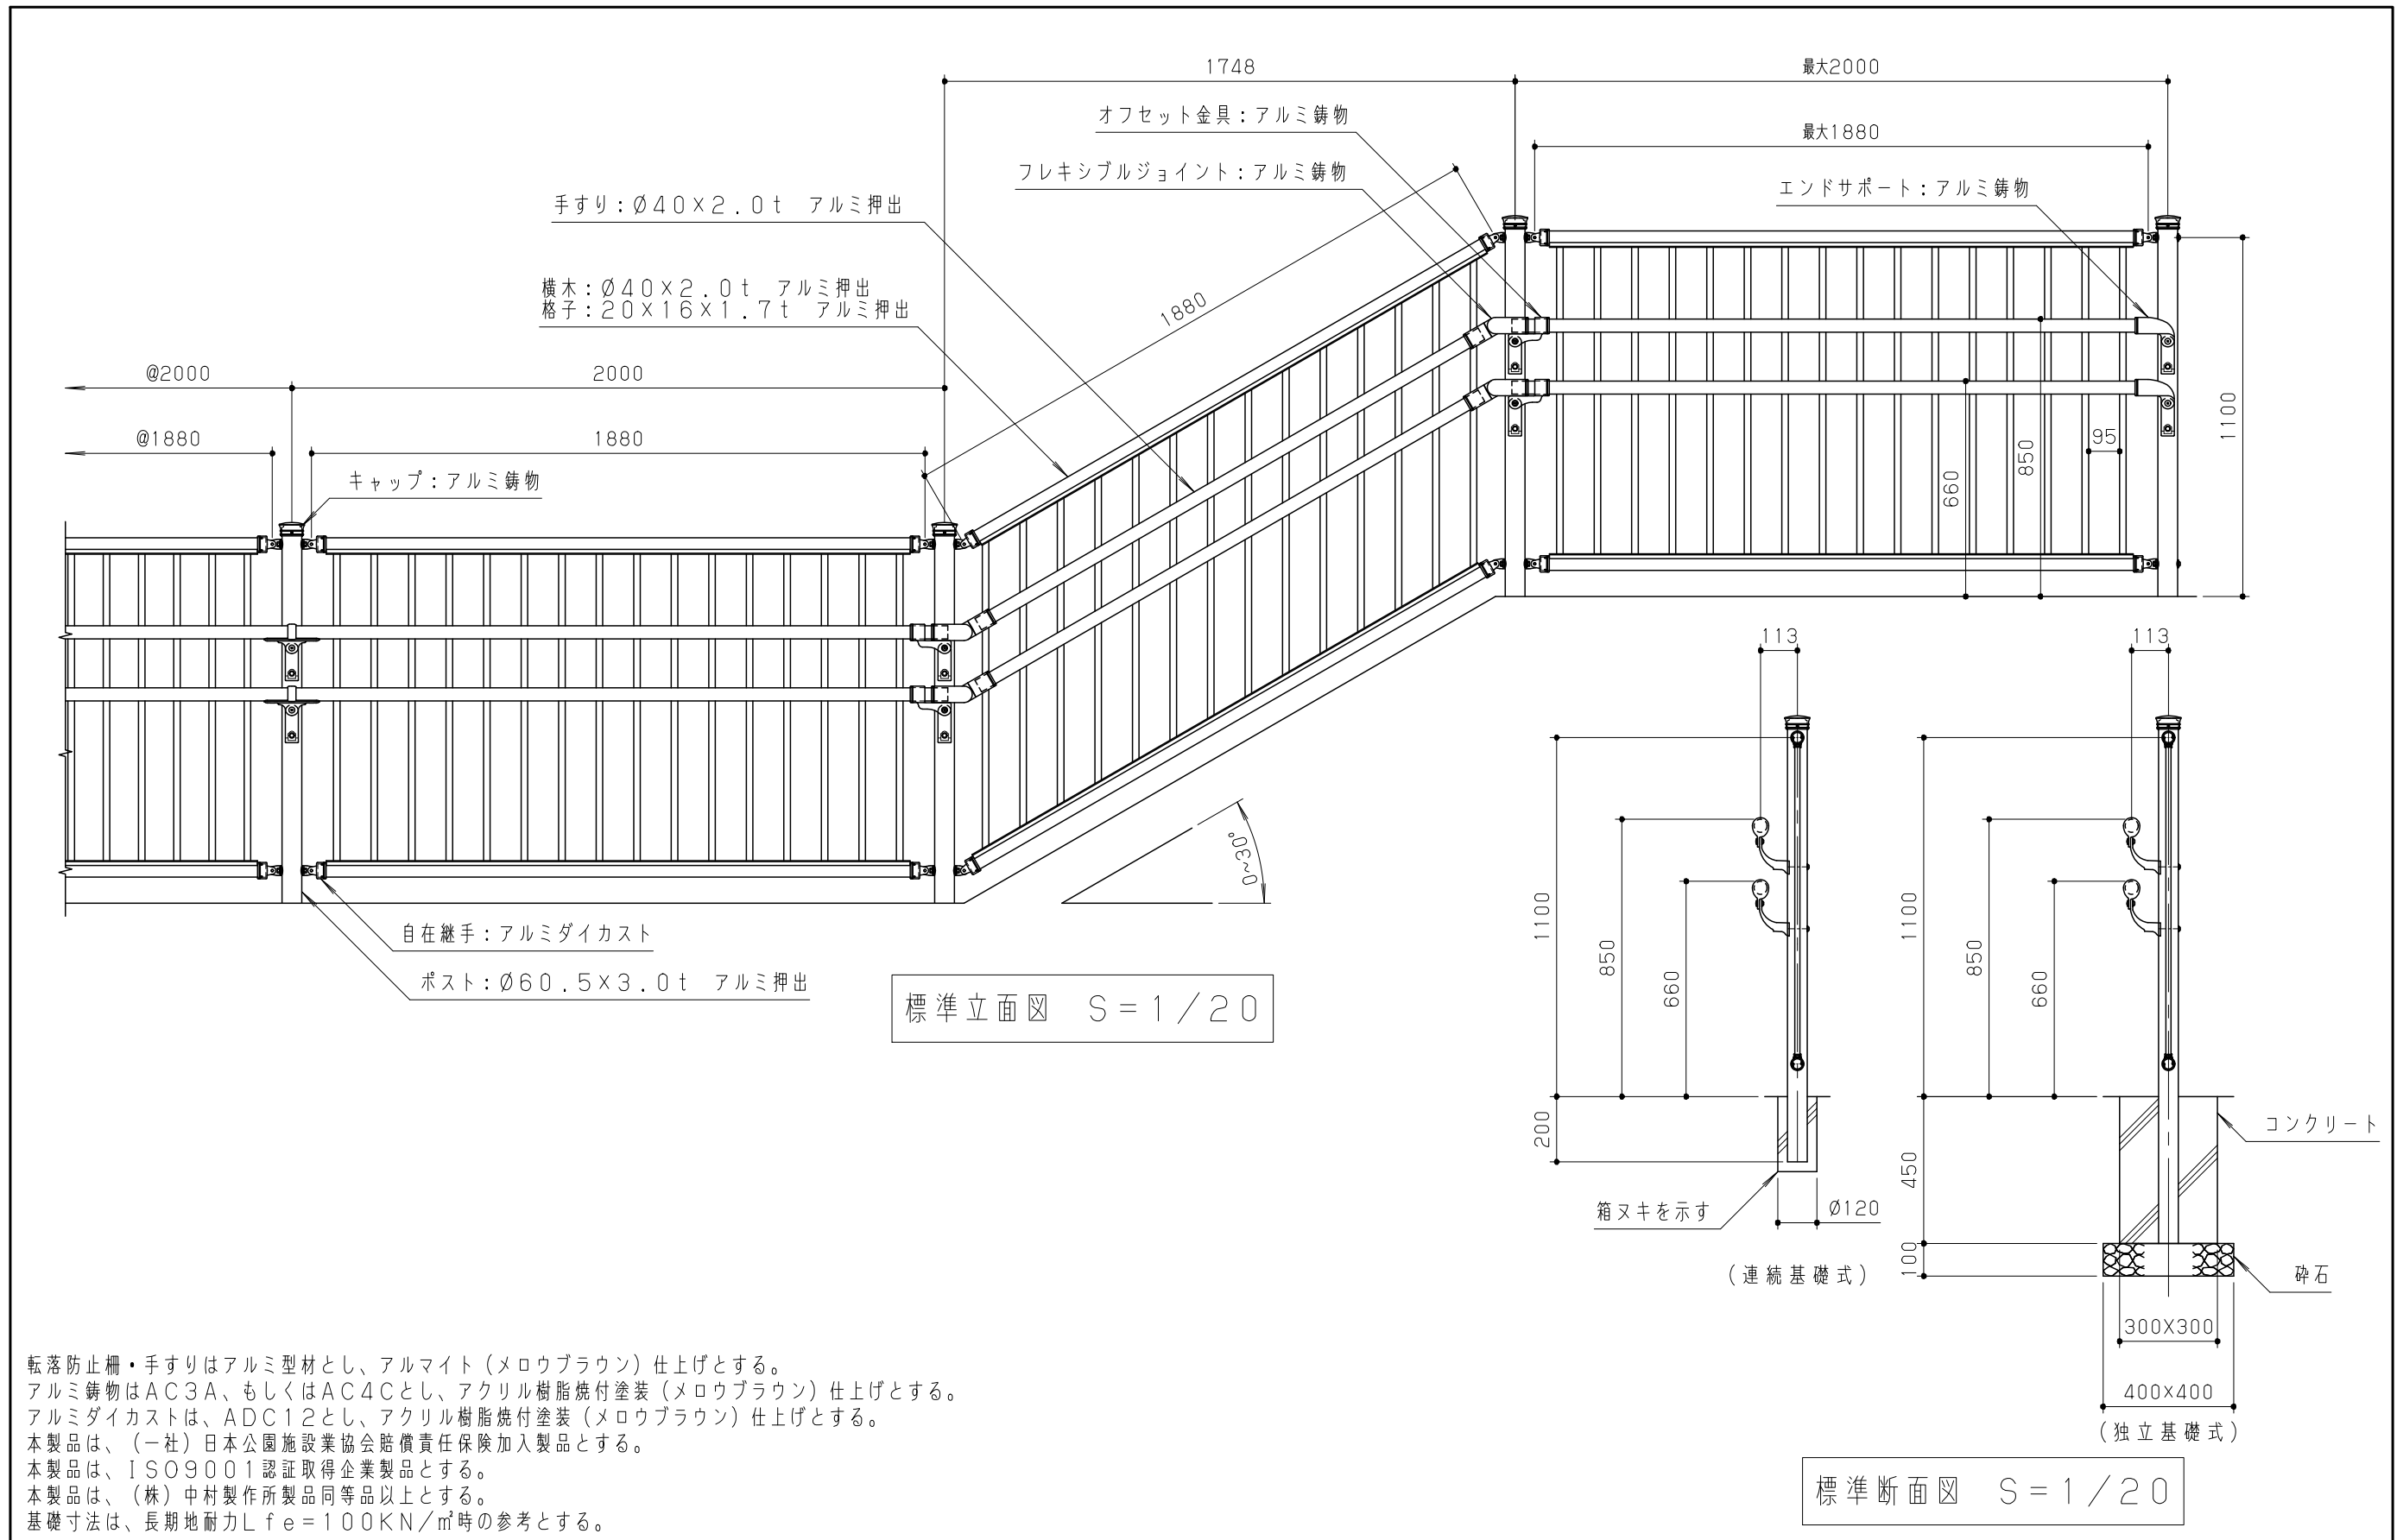 1748
最大2000
オフセット金具:アルミ鋳物
最大1880
フレキシブルジョイント:アルミ鋳物
エンドサポート:アルミ鋳物
手すり:Ø40×2.0t アルミ押出
横木:Ø40×2.0t アルミ押出
格子:20×16×1.7t アルミ押出
1880
@2000
2000
@1880
1880
キャップ:アルミ鋳物
95
850
660
1100
0~30°
自在継手:アルミダイカスト
ポスト:Ø60.5×3.0t アルミ押出
標準立面図 S=1/20
113
1100
850
660
200
箱ヌキを示す
Ø120
(連続基礎式)
113
1100
850
660
コンクリート
450
100
砕石
300X300
400×400
(独立基礎式)
標準断面図 S=1/20
転落防止柵・手すりはアルミ型材とし、アルマイト(メロウブラウン)仕上げとする。
アルミ鋳物はAC3A、もしくはAC4Cとし、アクリル樹脂焼付塗装(メロウブラウン)仕上げとする。
アルミダイカストは、ADC12とし、アクリル樹脂焼付塗装(メロウブラウン)仕上げとする。
本製品は、(一社)日本公園施設業協会賠償責任保険加入製品とする。
本製品は、ISO9001認証取得企業製品とする。
本製品は、(株)中村製作所製品同等品以上とする。
基礎寸法は、長期地耐力Lfe=100KN/㎡時の参考とする。